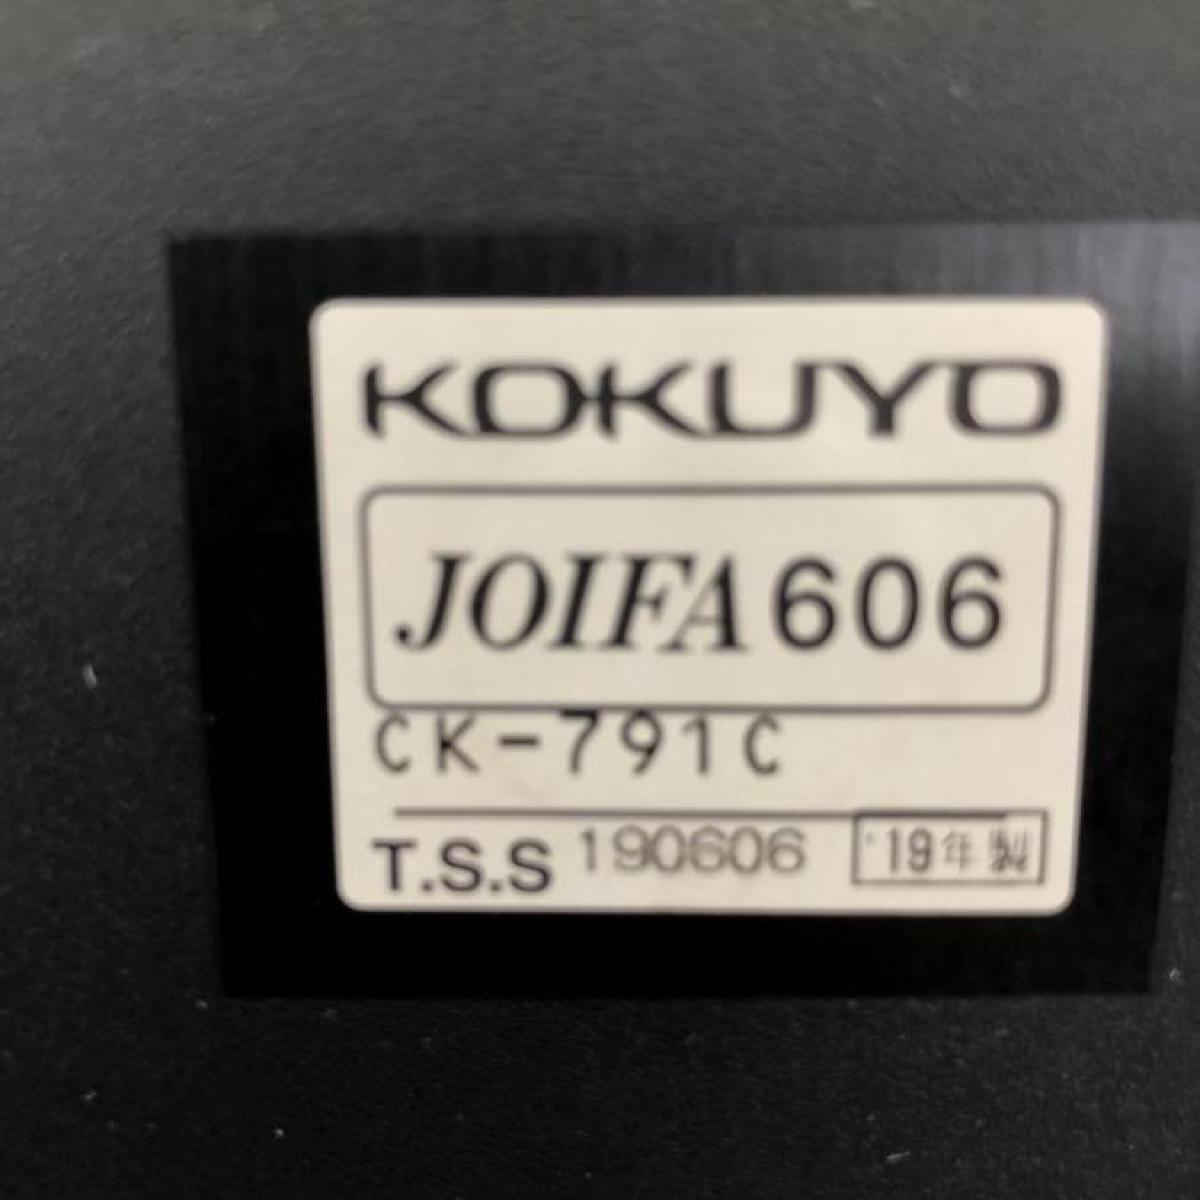 KOKUYO
JOIFA606
CK-791C
T.S.S 190606 '19年製